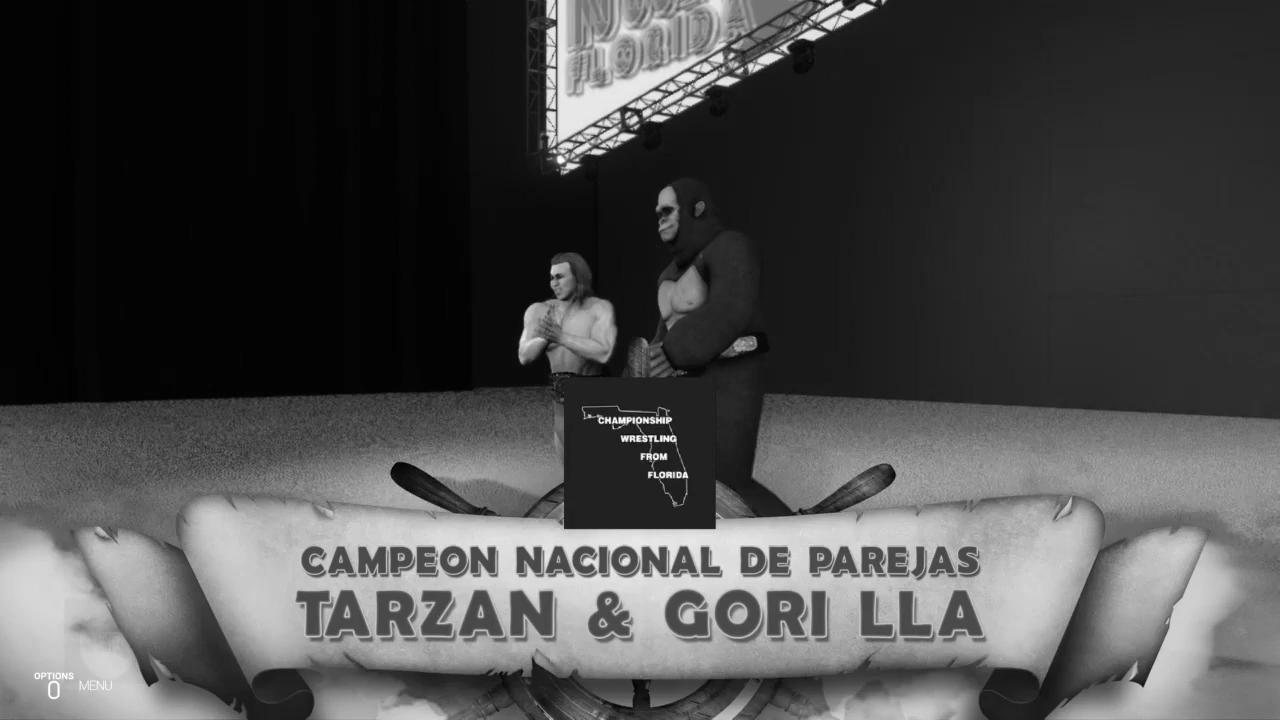 FLORIDA
CHAMPIONSHIP
WRESTLING
FROM
FLORIDA
CAMPEON NACIONAL DE PAREJAS
TARZAN & GORI LLA
OPTIONS
MENU